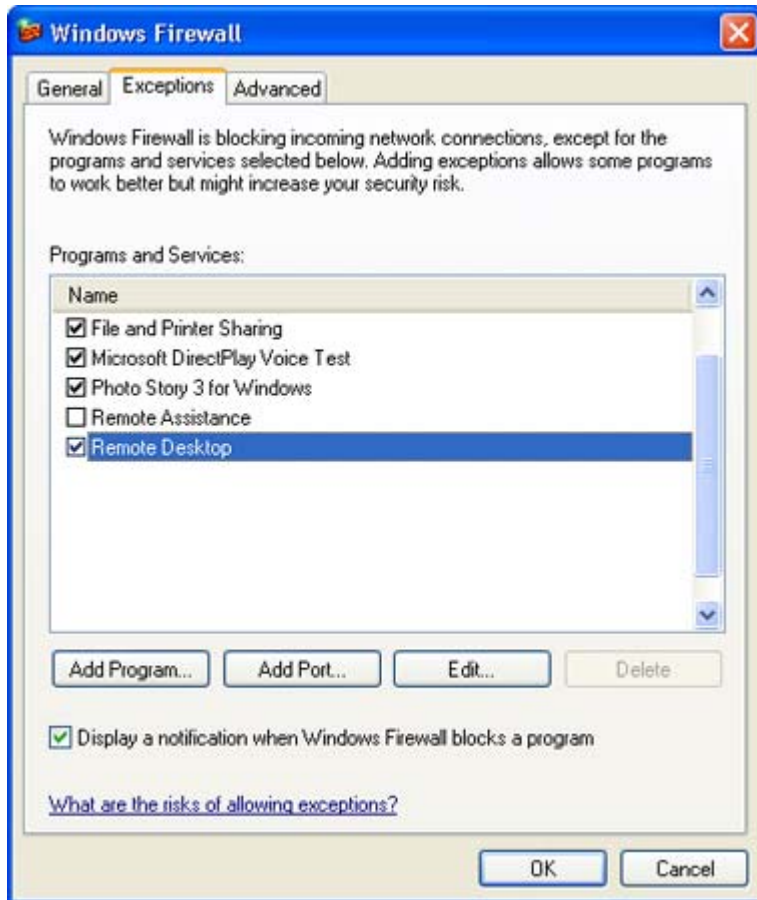 Windows Firewall
General Exceptions Advanced
Windows Firewall is blocking incoming network connections, except for the
programs and services selected below. Adding exceptions allows some programs
to work better but might increase your security risk.
Programs and Services:
Name
File and Printer Sharing
Microsoft DirectPlay Voice Test
Photo Story 3 for Windows
Remote Assistance
Remote Desktop
Add Program... Add Port... Edit... Delete
Display a notification when Windows Firewall blocks a program
What are the risks of allowing exceptions?
OK Cancel